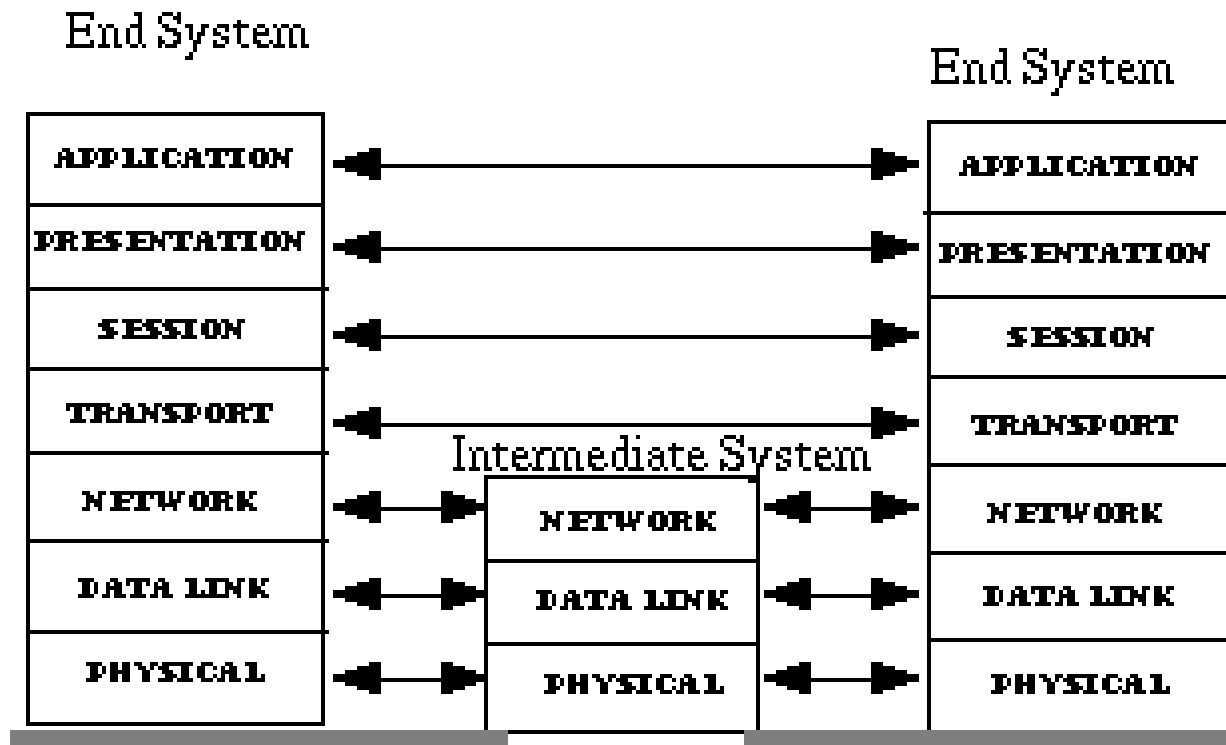 End System
APPLICATION
PRESENTATION
SESSION
TRANSPORT
NETWORK
DATA LINK
PHYSICAL
Intermediate System
NETWORK
DATA LINK
PHYSICAL
End System
APPLICATION
PRESENTATION
SESSION
TRANSPORT
NETWORK
DATA LINK
PHYSICAL